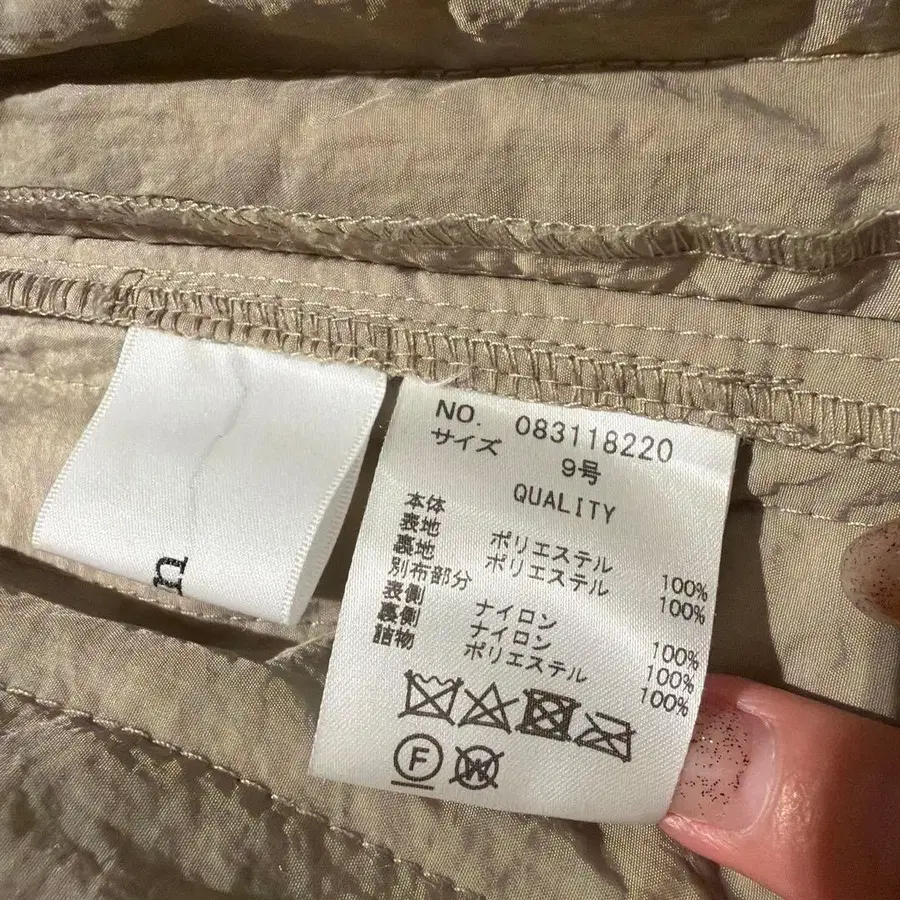 NO. 083118220
サイズ 9号
QUALITY
本体
表地 ポリエステル 100%
裏地 ポリエステル 100%
別布部分
表側 ナイロン 100%
裏側 ナイロン 100%
詰物 ポリエステル 100%
F W
n